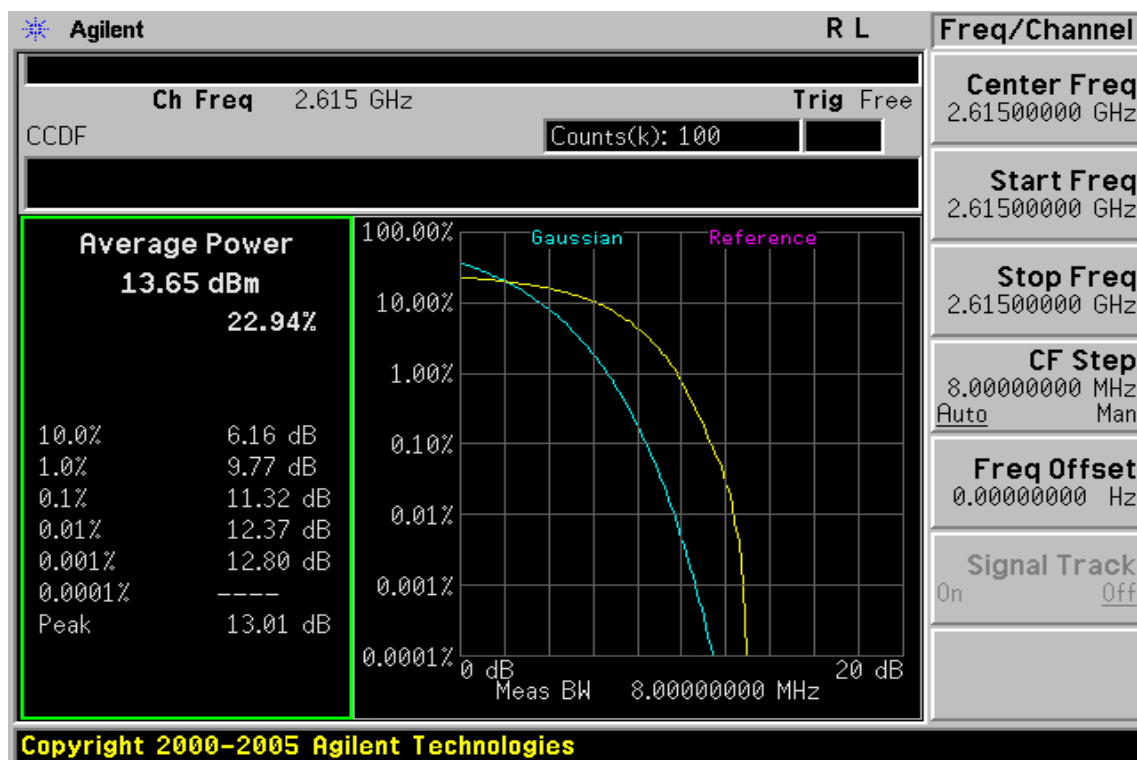 Agilent
R L
Freq/Channel
Ch Freq 2.615 GHz Trig Free
CCDF
Counts(k): 100
Average Power
13.65 dBm
22.94%
10.0% 6.16 dB
1.0% 9.77 dB
0.1% 11.32 dB
0.01% 12.37 dB
0.001% 12.80 dB
0.0001% ----
Peak 13.01 dB
Gaussian Reference
100.00%
10.00%
1.00%
0.10%
0.01%
0.001%
0.0001%
0 dB 20 dB
Meas BW 8.00000000 MHz
Center Freq
2.61500000 GHz
Start Freq
2.61500000 GHz
Stop Freq
2.61500000 GHz
CF Step
8.00000000 MHz
Auto Man
Freq Offset
0.00000000 Hz
Signal Track
On Off
Copyright 2000-2005 Agilent Technologies